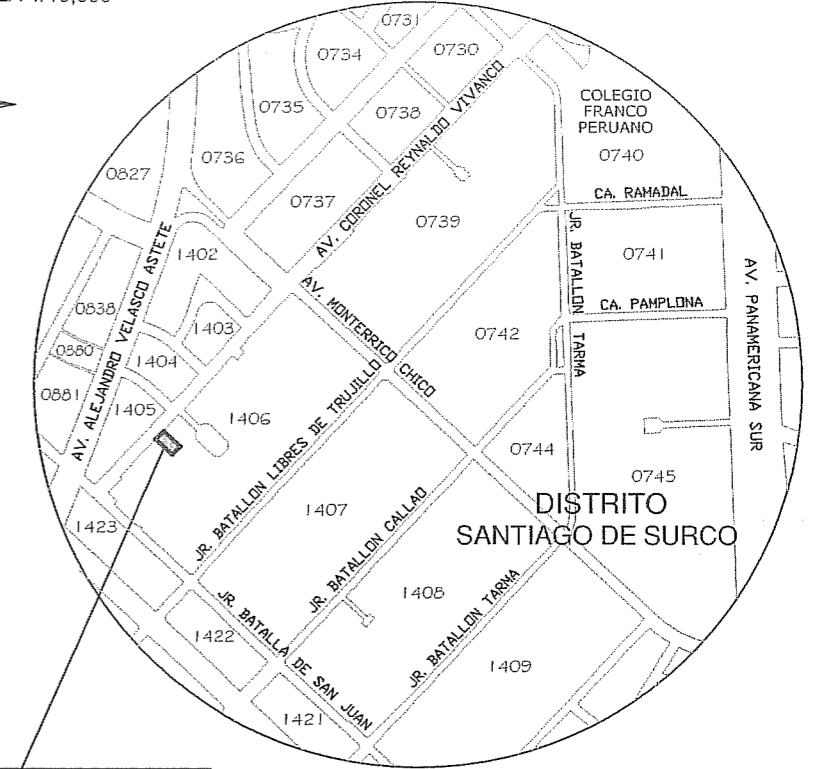 0731
0734
0730
0735
0738
COLEGIO
FRANCO
PERUANO
0736
0740
0827
AV. CORONEL REYNALDO VIVANCO
CA. RAMADAL
0737
0739
1402
0741
AV. ALEJANDRO VELASCO ASTETE
JR. BATALLON TARMA
AV. PANAMERICANA SUR
AV. MONTERRICO CHICO
0838
CA. PAMPLONA
1403
0742
0880
1404
0881
1405
1406
JR. BATALLON LIBRES DE TRUJILLO
0744
0745
1407
DISTRITO
SANTIAGO DE SURCO
1423
JR. BATALLON CALLAO
1408
JR. BATALLON TARMA
JR. BATALLA DE SAN JUAN
1422
1409
1421